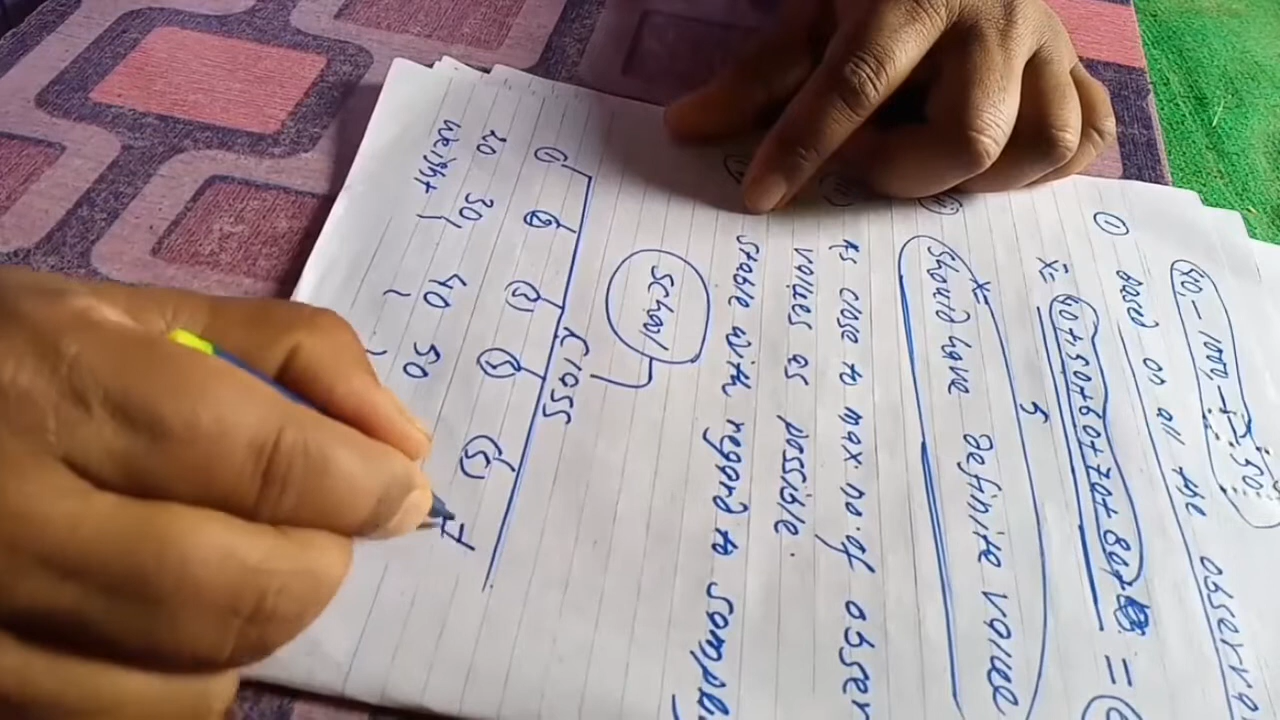 ① based on all the observa
x̄ = 40+50+60+70+80+ =
5
x̄
should have definite value
As close to max. no. of obser
values as possible.
stable with regard to sample
School
class
① ② (3) (4) (5)
20 30, 40 50
weight